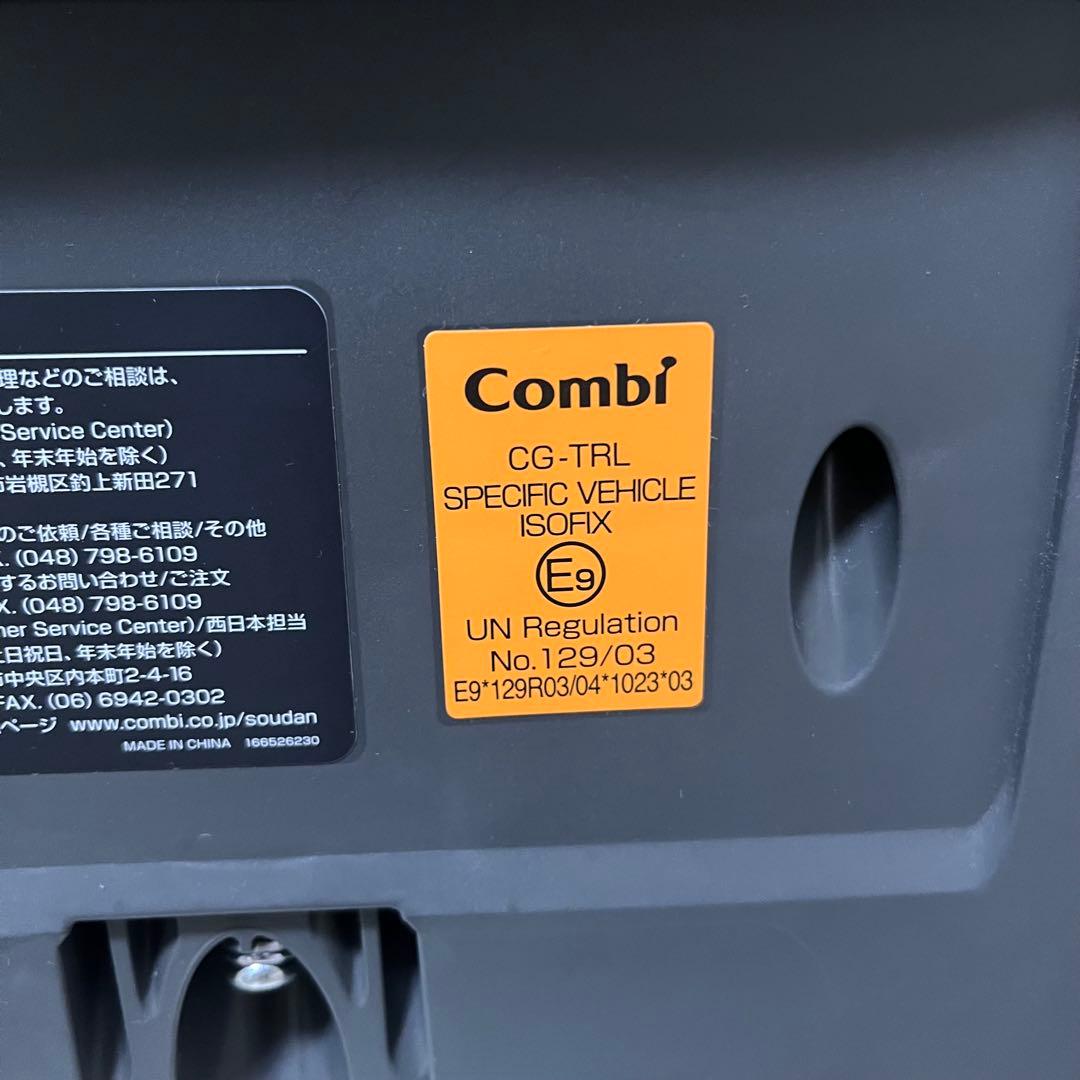 理などのご相談は、
します。
Service Center)
、年末年始を除く)
市岩槻区釣上新田271
のご依頼/各種ご相談/その他
X. (048) 798-6109
するお問い合わせ/ご注文
X. (048) 798-6109
mer Service Center)/西日本担当
土日祝日、年末年始を除く)
市中央区内本町2-4-16
FAX. (06) 6942-0302
ページ www.combi.co.jp/soudan
MADE IN CHINA 166526230
Combi
CG-TRL
SPECIFIC VEHICLE
ISOFIX
E9
UN Regulation
No.129/03
E9*129R03/04*1023*03